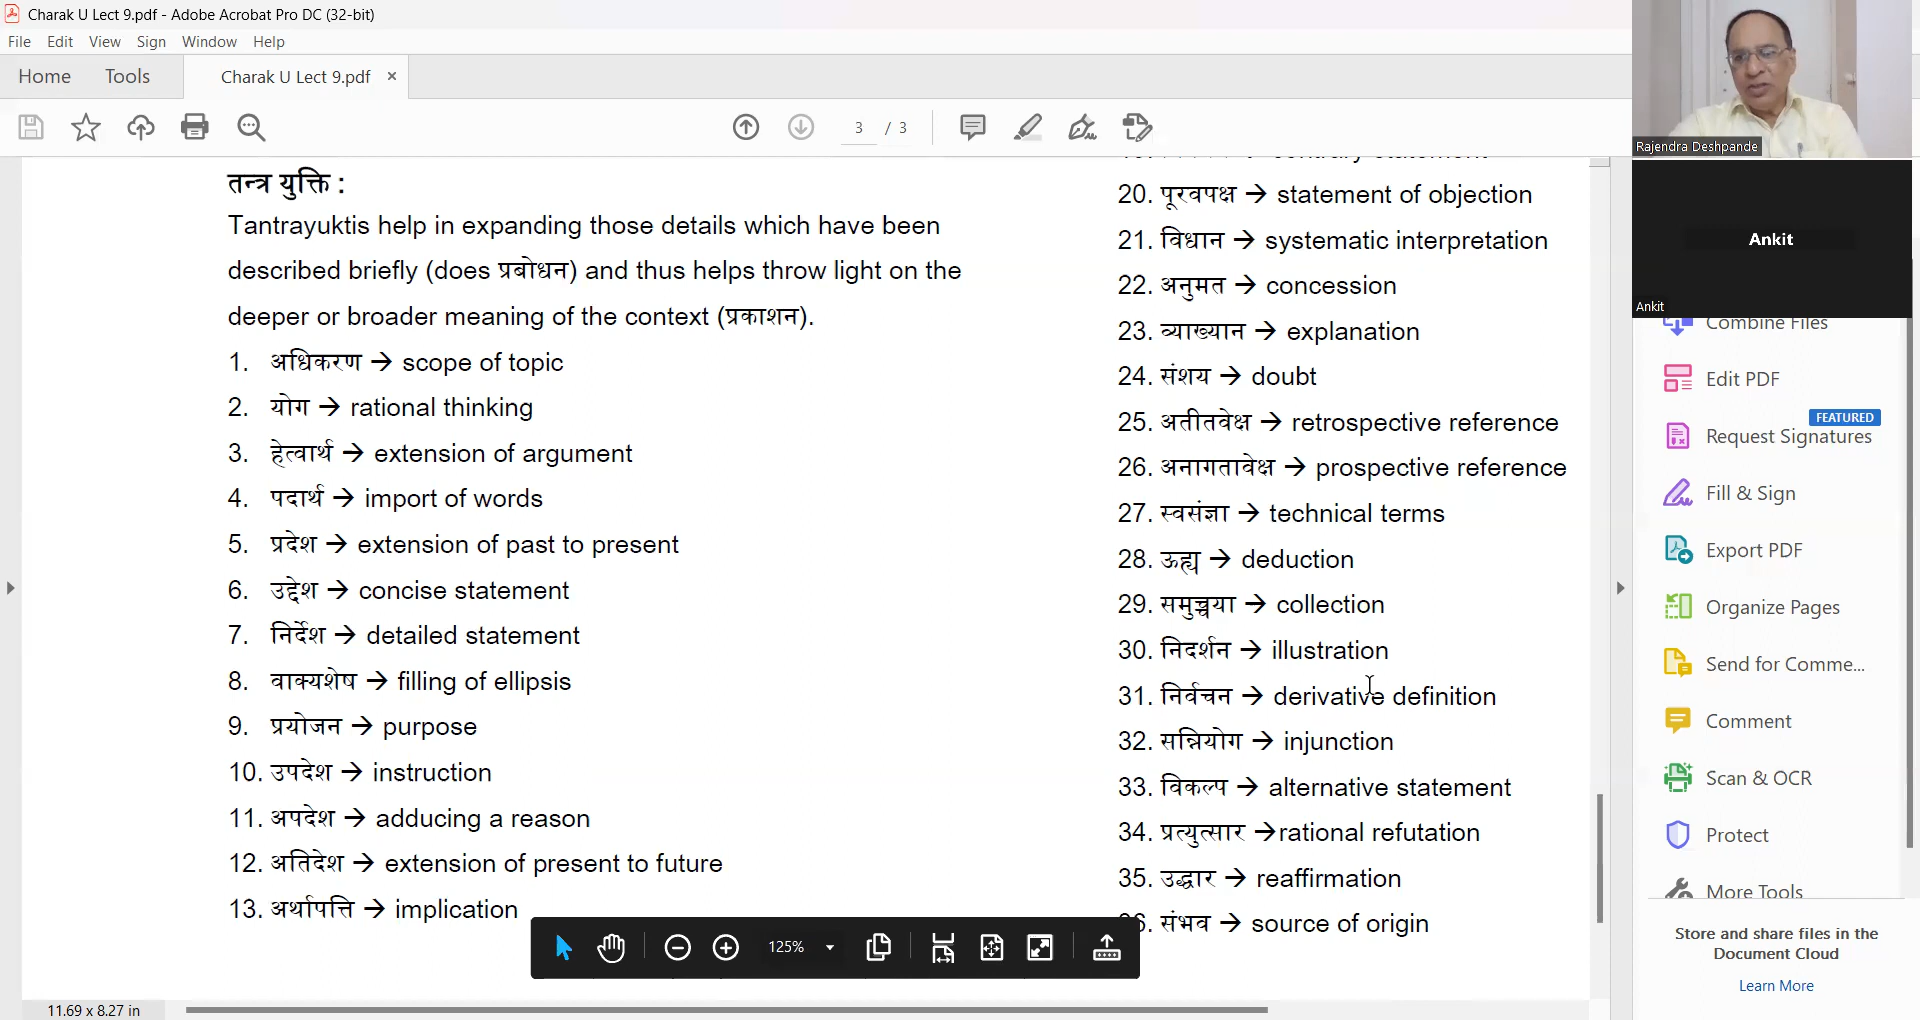 Charak U Lect 9.pdf - Adobe Acrobat Pro DC (32-bit)
File Edit View Sign Window Help
Home Tools Charak U Lect 9.pdf ×
3 / 3
तन्त्र युक्ति :
Tantrayuktis help in expanding those details which have been
described briefly (does प्रबोधन) and thus helps throw light on the
deeper or broader meaning of the context (प्रकाशन).
1. अधिकरण → scope of topic
2. योग → rational thinking
3. हेत्वार्थ → extension of argument
4. पदार्थ → import of words
5. प्रदेश → extension of past to present
6. उद्देश → concise statement
7. निर्देश → detailed statement
8. वाक्यशेष → filling of ellipsis
9. प्रयोजन → purpose
10. उपदेश → instruction
11. अपदेश → adducing a reason
12. अतिदेश → extension of present to future
13. अर्थापत्ति → implication
20. पूरवपक्ष → statement of objection
21. विधान → systematic interpretation
22. अनुमत → concession
23. व्याख्यान → explanation
24. संशय → doubt
25. अतीतवेक्ष → retrospective reference
26. अनागतावेक्ष → prospective reference
27. स्वसंज्ञा → technical terms
28. ऊह्य → deduction
29. समुच्चया → collection
30. निदर्शन → illustration
31. निर्वचन → derivative definition
32. सन्नियोग → injunction
33. विकल्प → alternative statement
34. प्रत्युत्सार →rational refutation
35. उद्धार → reaffirmation
36. संभव → source of origin
125%
11.69 x 8.27 in
Rajendra Deshpande
Ankit
Ankit
Combine Files
Edit PDF
FEATURED
Request Signatures
Fill & Sign
Export PDF
Organize Pages
Send for Comme...
Comment
Scan & OCR
Protect
More Tools
Store and share files in the
Document Cloud
Learn More